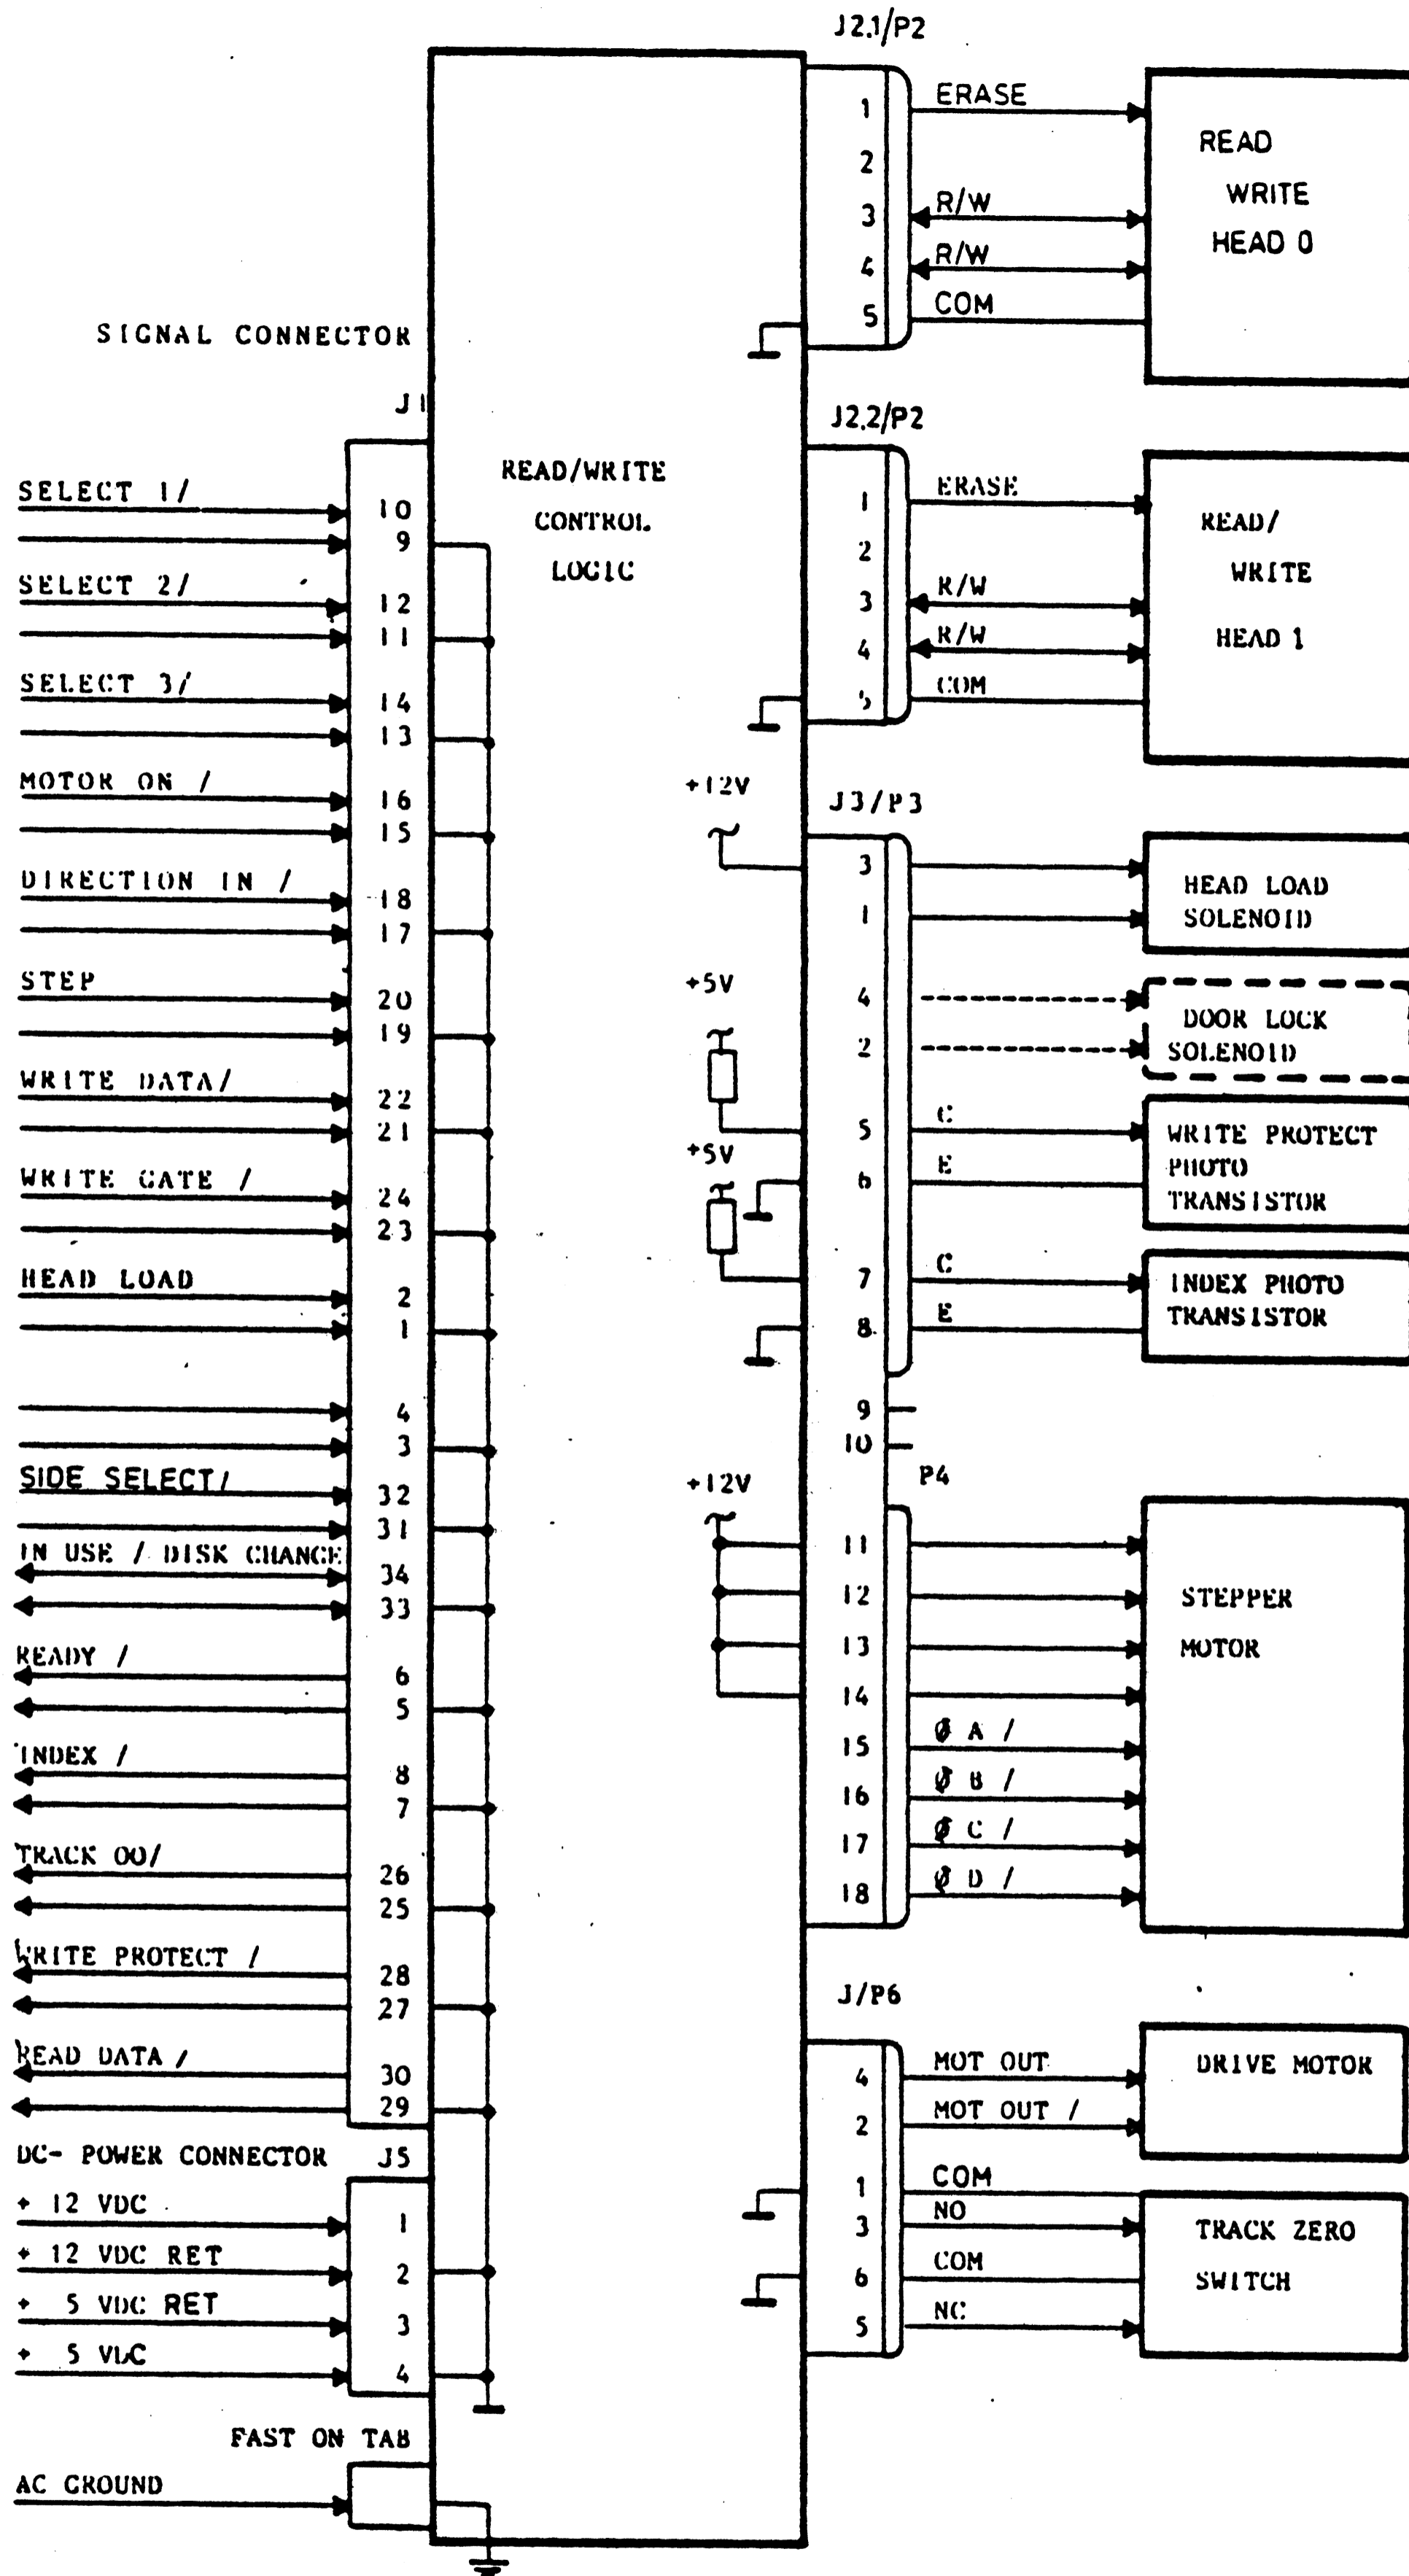 SIGNAL CONNECTOR
J1
SELECT 1/
10
9
SELECT 2/
12
11
SELECT 3/
14
13
MOTOR ON /
16
15
DIRECTION IN /
18
17
STEP
20
19
WRITE DATA/
22
21
WRITE GATE /
24
23
HEAD LOAD
2
1
4
3
SIDE SELECT/
32
31
IN USE / DISK CHANGE
34
33
READY /
6
5
INDEX /
8
7
TRACK 00/
26
25
WRITE PROTECT /
28
27
READ DATA /
30
29
DC- POWER CONNECTOR J5
+ 12 VDC
1
+ 12 VDC RET
2
+ 5 VDC RET
3
+ 5 VDC
4
FAST ON TAB
AC GROUND
READ/WRITE
CONTROL
LOGIC
J2.1/P2
1 ERASE
2
3 R/W
4 R/W
5 COM
READ
WRITE
HEAD 0
J2.2/P2
1 ERASE
2
3 R/W
4 R/W
5 COM
READ/
WRITE
HEAD 1
+12V
J3/P3
3
1
HEAD LOAD
SOLENOID
+5V
4
2
DOOR LOCK
SOLENOID
5 C
+5V
6 E
WRITE PROTECT
PHOTO
TRANSISTOR
7 C
8 E
INDEX PHOTO
TRANSISTOR
9
10
P4
+12V
11
12
13
14
15 Ø A /
16 Ø B /
17 Ø C /
18 Ø D /
STEPPER
MOTOR
J/P6
4 MOT OUT
2 MOT OUT /
DRIVE MOTOR
1 COM
3 NO
6 COM
5 NC
TRACK ZERO
SWITCH